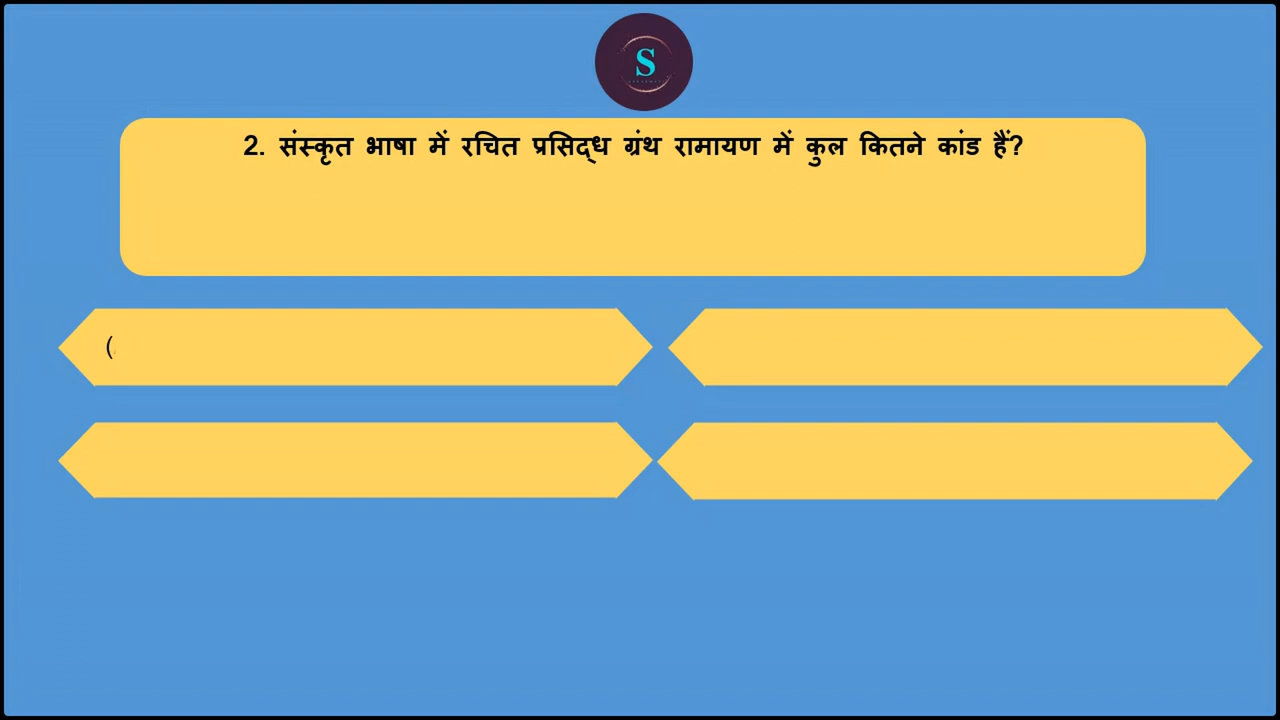 S
2. संस्कृत भाषा में रचित प्रसिद्ध ग्रंथ रामायण में कुल कितने कांड हैं?
(